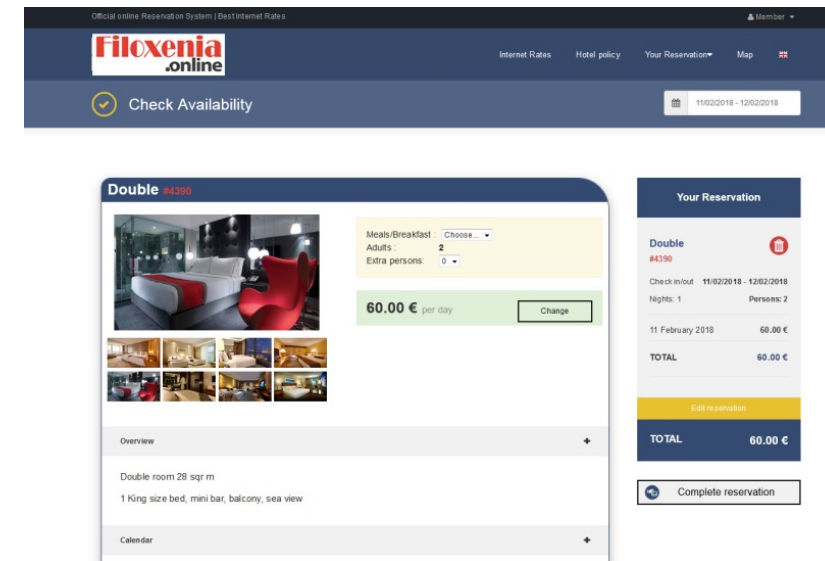 Official online Reservation System | Best Internet Rates
Member
Filoxenia
.online
Internet Rates Hotel policy Your Reservation Map
Check Availability
11/02/2018 - 12/02/2018
Double #4390
Meals/Breakfast : Choose...
Adults : 2
Extra persons: 0
60.00 € per day
Change
Overview
Double room 28 sqr m
1 King size bed, mini bar, balcony, sea view
Calendar
Your Reservation
Double
#4390
Check in/out 11/02/2018 - 12/02/2018
Nights: 1 Persons: 2
11 February 2018 60.00 €
TOTAL 60.00 €
Edit reservation
TOTAL 60.00 €
Complete reservation